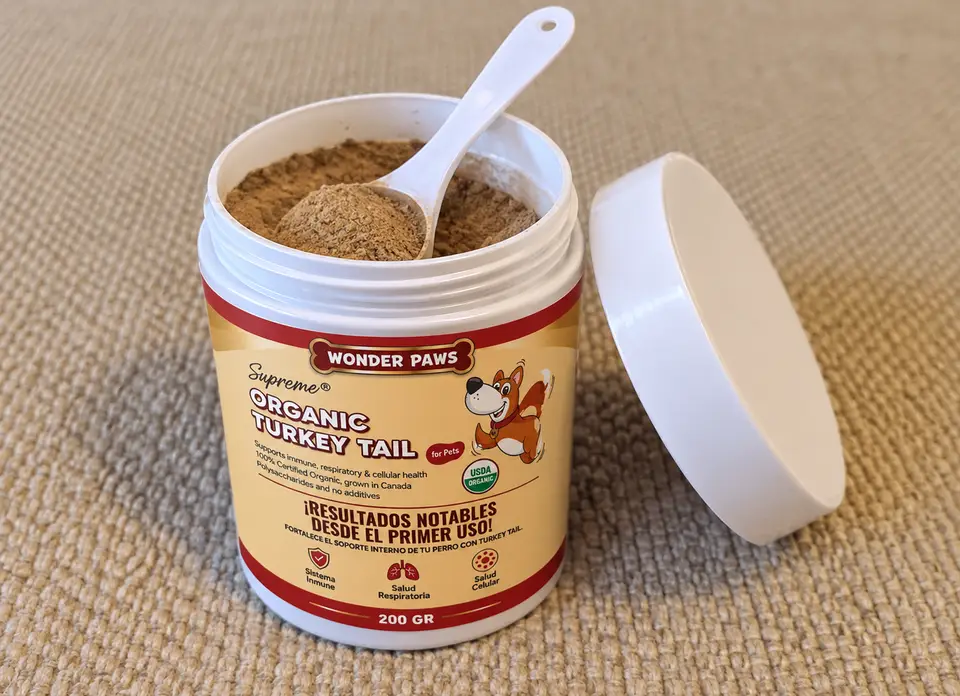 WONDER PAWS
Supreme®
ORGANIC
TURKEY TAIL
for Pets
Supports immune, respiratory & cellular health
100% Certified Organic, grown in Canada
Polysaccharides and no additives
USDA
ORGANIC
¡RESULTADOS NOTABLES
DESDE EL PRIMER USO!
FORTALECE EL SOPORTE INTERNO DE TU PERRO CON TURKEY TAIL.
Sistema
Inmune
Salud
Respiratoria
Salud
Celular
200 GR